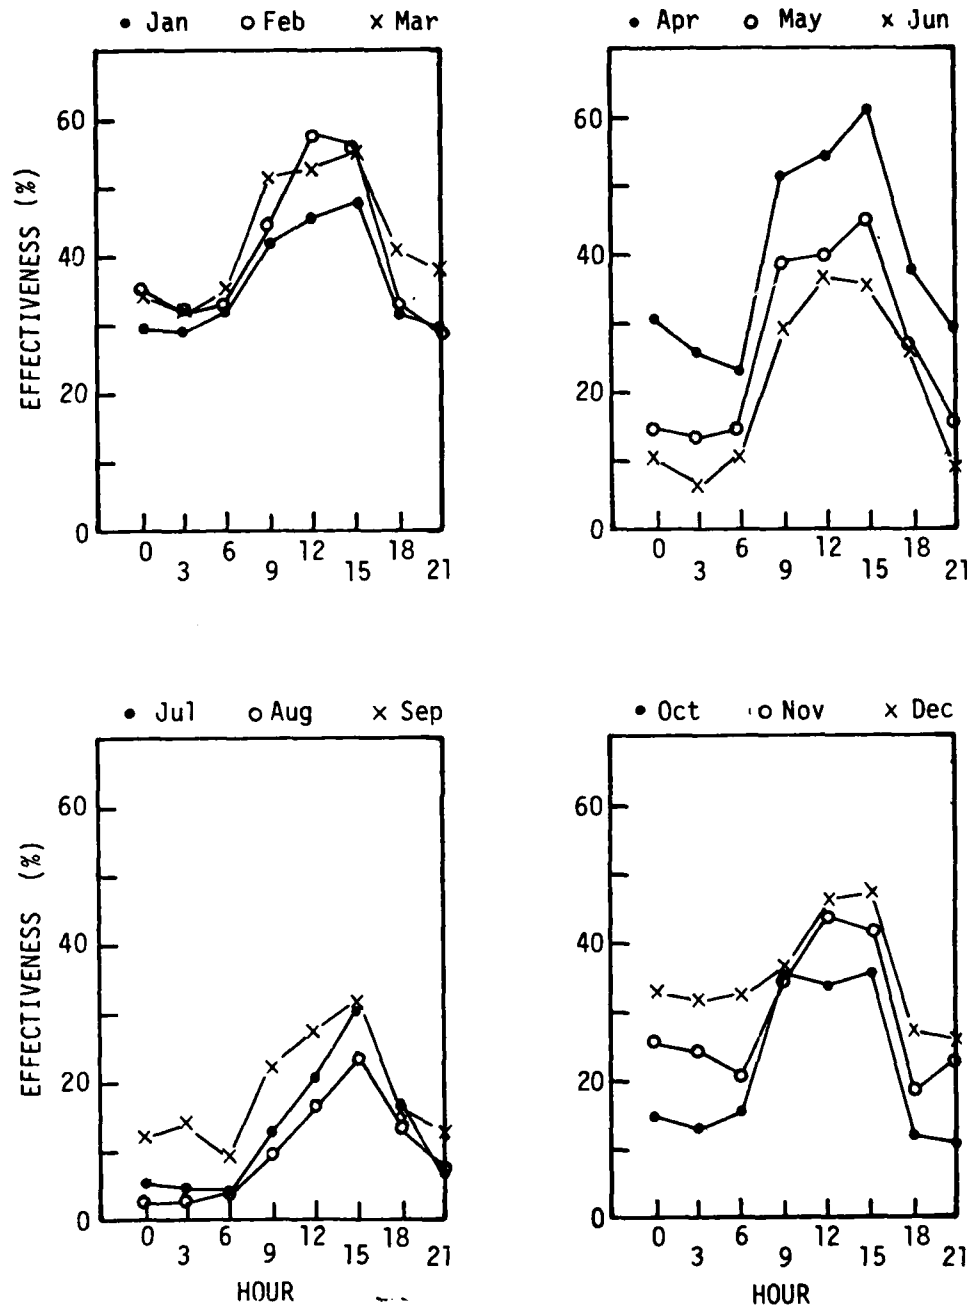 • Jan o Feb x Mar
EFFECTIVENESS (%)
60
40
20
0
0 3 6 9 12 15 18 21
• Apr o May x Jun
60
40
20
0
0 3 6 9 12 15 18 21
• Jul o Aug x Sep
EFFECTIVENESS (%)
60
40
20
0
0 3 6 9 12 15 18 21
HOUR
• Oct o Nov x Dec
60
40
20
0
0 3 6 9 12 15 18 21
HOUR